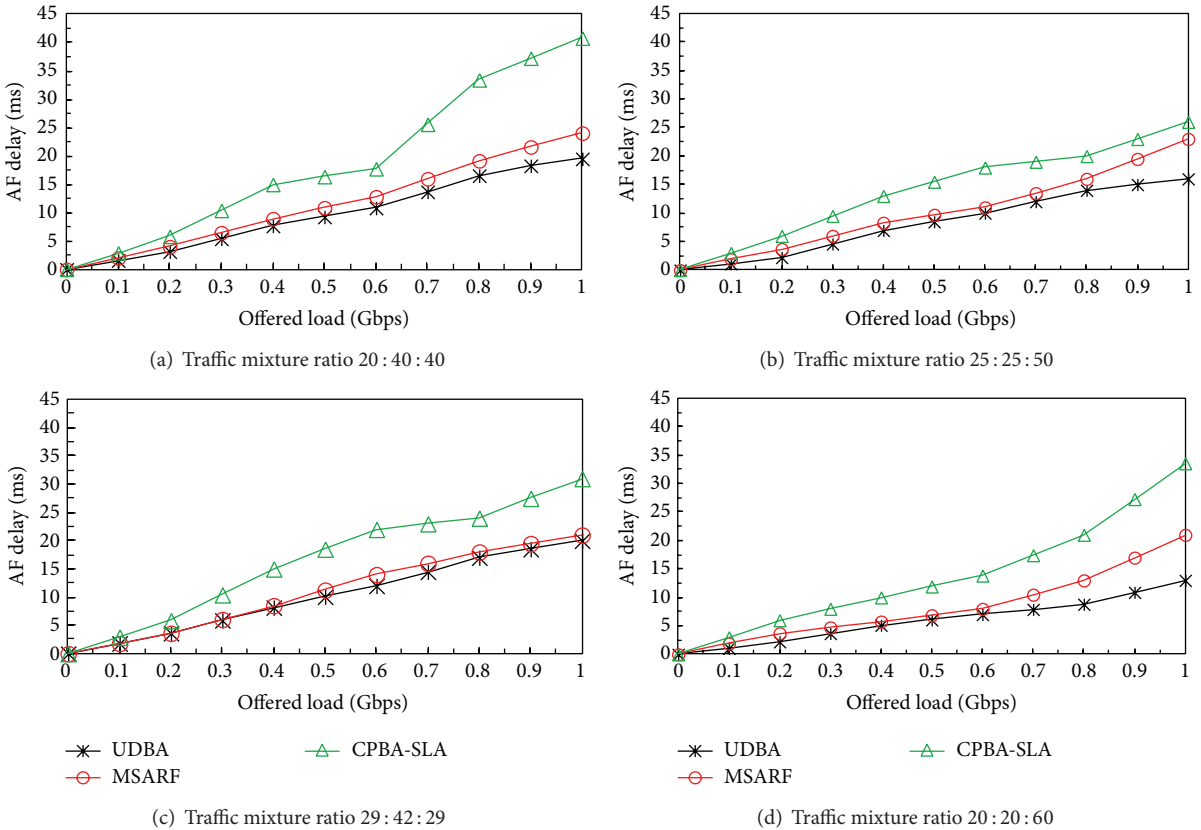 45
40
35
30
25
20
15
10
5
0
AF delay (ms)
0 0.1 0.2 0.3 0.4 0.5 0.6 0.7 0.8 0.9 1
Offered load (Gbps)
(a) Traffic mixture ratio 20 : 40 : 40
45
40
35
30
25
20
15
10
5
0
AF delay (ms)
0 0.1 0.2 0.3 0.4 0.5 0.6 0.7 0.8 0.9 1
Offered load (Gbps)
(b) Traffic mixture ratio 25 : 25 : 50
45
40
35
30
25
20
15
10
5
0
AF delay (ms)
0 0.1 0.2 0.3 0.4 0.5 0.6 0.7 0.8 0.9 1
Offered load (Gbps)
UDBA
MSARF
CPBA-SLA
(c) Traffic mixture ratio 29 : 42 : 29
45
40
35
30
25
20
15
10
5
0
AF delay (ms)
0 0.1 0.2 0.3 0.4 0.5 0.6 0.7 0.8 0.9 1
Offered load (Gbps)
UDBA
MSARF
CPBA-SLA
(d) Traffic mixture ratio 20 : 20 : 60